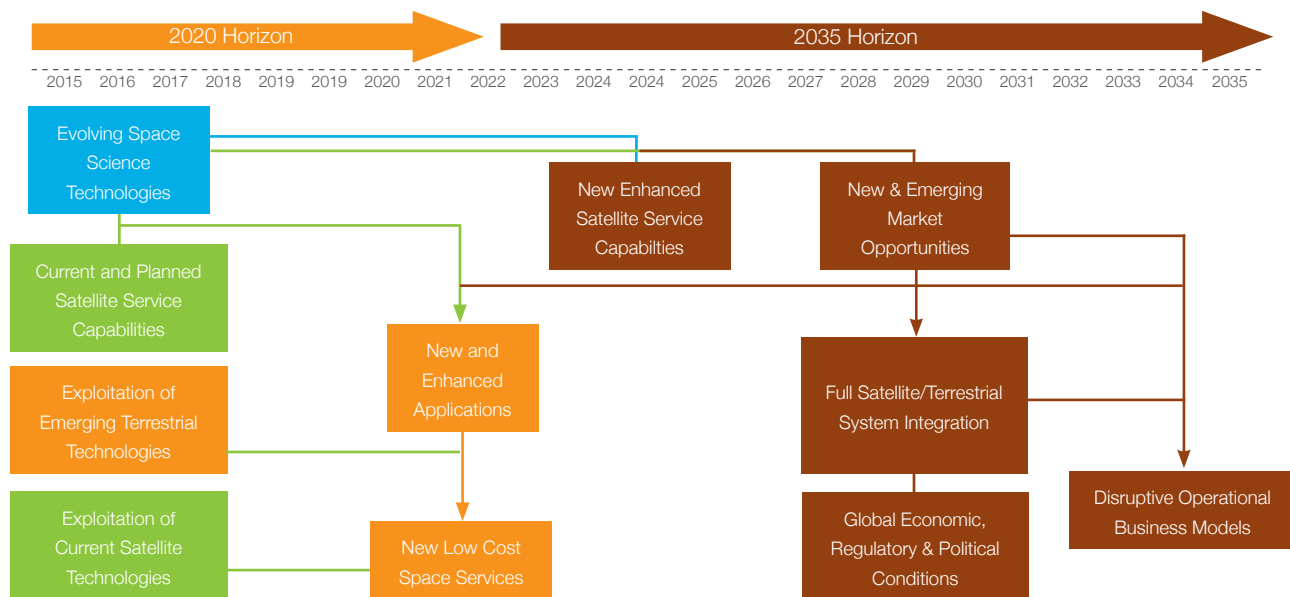 2020 Horizon
2035 Horizon
2015 2016 2017 2018 2019 2019 2020 2021 2022 2023 2024 2024 2025 2026 2027 2028 2029 2030 2031 2032 2033 2034 2035
Evolving Space
Science
Technologies
New Enhanced
Satellite Service
Capabilties
New & Emerging
Market
Opportunities
Current and Planned
Satellite Service
Capabilities
New and
Enhanced
Applications
Exploitation of
Emerging Terrestrial
Technologies
Full Satellite/Terrestrial
System Integration
Disruptive Operational
Business Models
Exploitation of
Current Satellite
Technologies
New Low Cost
Space Services
Global Economic,
Regulatory & Political
Conditions